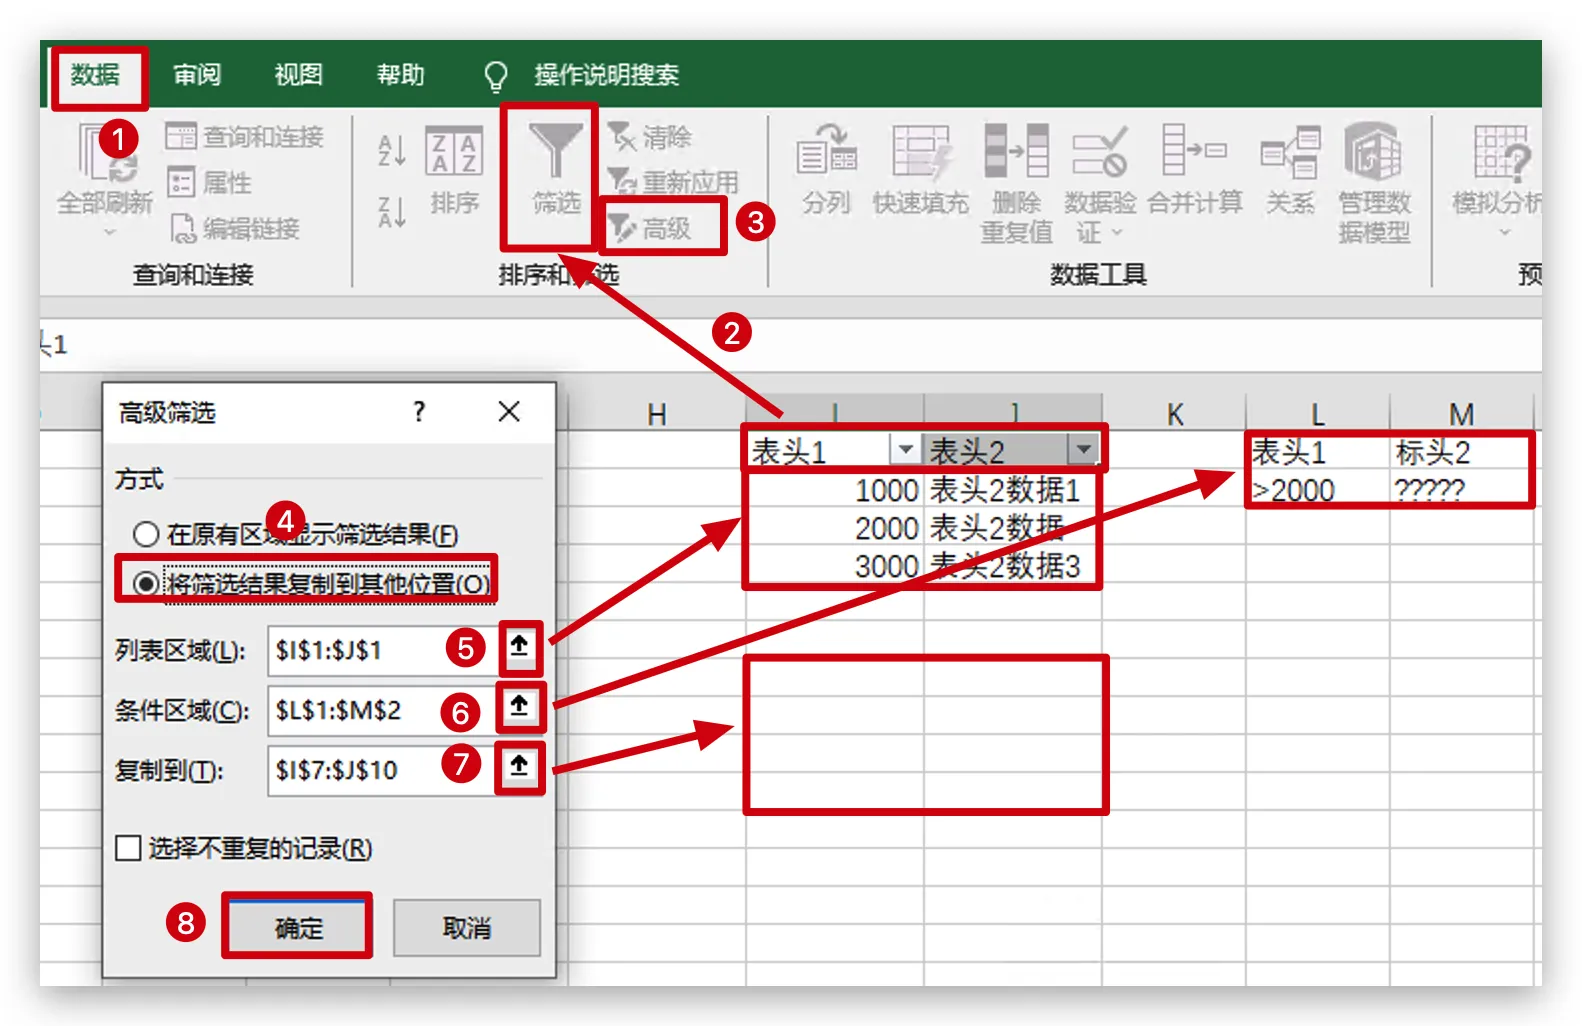 数据 审阅 视图 帮助 操作说明搜索
1
全部刷新
查询和连接
属性
编辑链接
查询和连接
排序
筛选
清除
重新应用
高级
3
排序和筛选
分列
快速填充
删除
重复值
数据验
证
合并计算
关系
管理数
据模型
数据工具
模拟分析
预
2
头1
H I J K L M
表头1 表头2
1000 表头2数据1
2000 表头2数据
3000 表头2数据3
表头1 标头2
>2000 ?????
高级筛选 ?
方式
4
在原有区域显示筛选结果(F)
将筛选结果复制到其他位置(O)
列表区域(L): $I$1:$J$1 5
条件区域(C): $L$1:$M$2 6
复制到(T): $I$7:$J$10 7
选择不重复的记录(R)
8 确定 取消